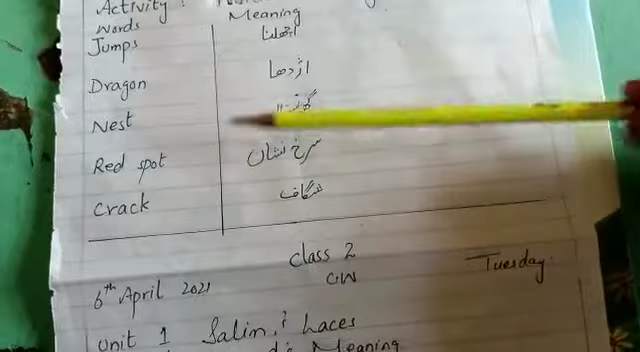 Activity :
Words Meaning
Jumps اچھلنا
Dragon اژدھا
Nest
Red spot سرخ نشان
Crack شگاف
Class 2
6th April 2021 CW Tuesday
Unit 1 Salim's Laces
Meaning